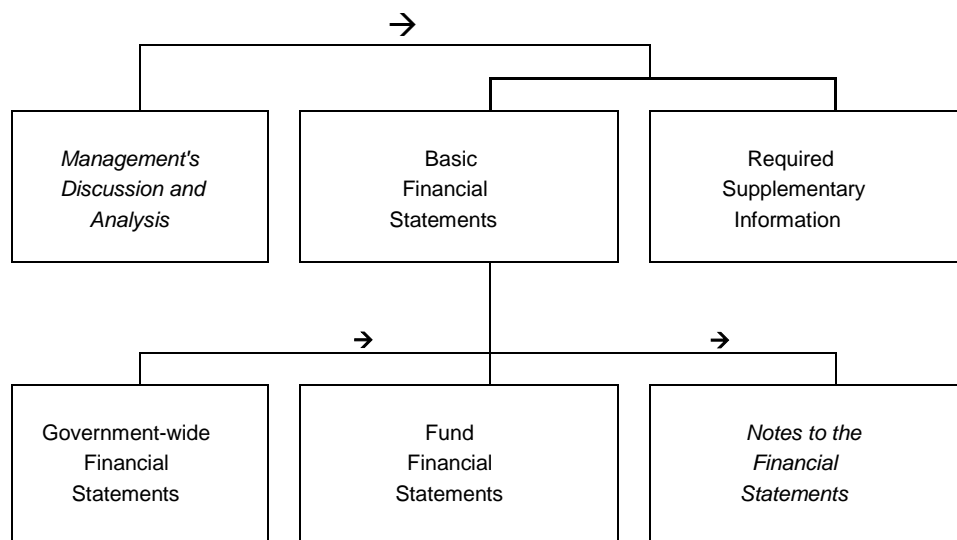 Management's
Discussion and
Analysis
Basic
Financial
Statements
Required
Supplementary
Information
Government-wide
Financial
Statements
Fund
Financial
Statements
Notes to the
Financial
Statements